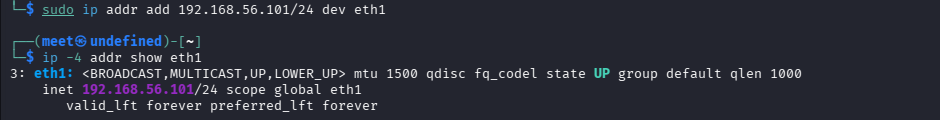 └─$ sudo ip addr add 192.168.56.101/24 dev eth1
┌──(meet㉿undefined)-[~]
└─$ ip -4 addr show eth1
3: eth1: <BROADCAST,MULTICAST,UP,LOWER_UP> mtu 1500 qdisc fq_codel state UP group default qlen 1000
    inet 192.168.56.101/24 scope global eth1
       valid_lft forever preferred_lft forever